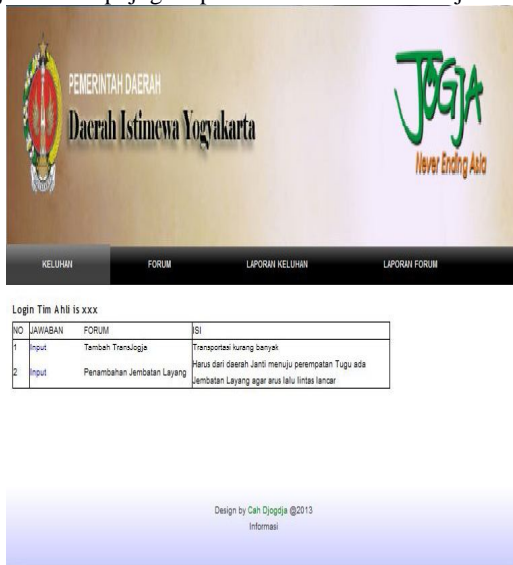 PEMERINTAH DAERAH
Daerah Istimewa Yogyakarta
JOGJA
Never Ending Asia
KELUHAN FORUM LAPORAN KELUHAN LAPORAN FORUM
Login Tim Ahli is xxx
NO JAWABAN FORUM ISI
1 Input Tambah TransJogja Transportasi kurang banyak
2 Input Penambahan Jembatan Layang Harus dari daerah Janti menuju perempatan Tugu ada
Jembatan Layang agar arus lalu lintas lancar
Design by Cah Djogdja @2013
Informasi